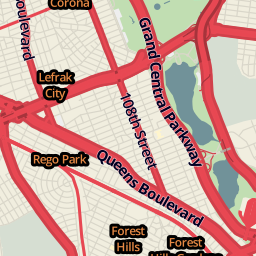 Corona
Boulevard
Grand Central Parkway
Lefrak
City
108th Street
Rego Park
Queens Boulevard
Forest
Hills
Forest